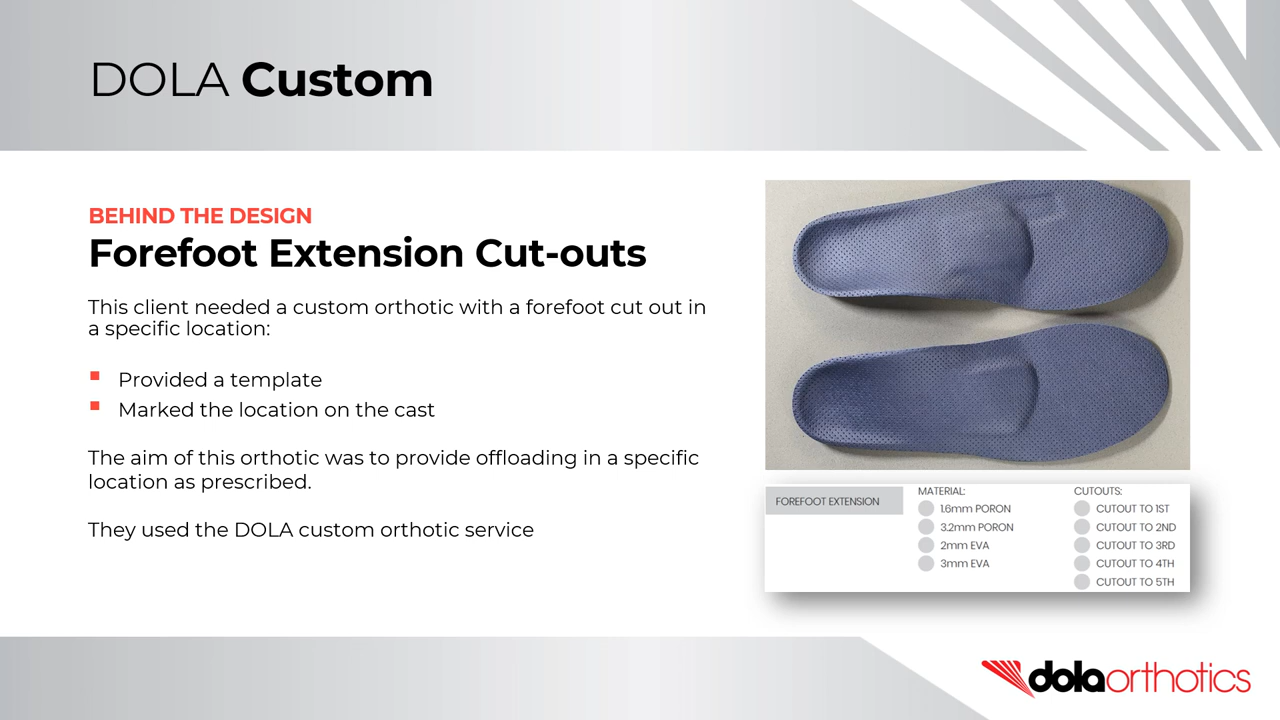 DOLA Custom
BEHIND THE DESIGN
Forefoot Extension Cut-outs
This client needed a custom orthotic with a forefoot cut out in
a specific location:
Provided a template
Marked the location on the cast
The aim of this orthotic was to provide offloading in a specific
location as prescribed.
They used the DOLA custom orthotic service
FOREFOOT EXTENSION
MATERIAL:
1.6mm PORON
3.2mm PORON
2mm EVA
3mm EVA
CUTOUTS:
CUTOUT TO 1ST
CUTOUT TO 2ND
CUTOUT TO 3RD
CUTOUT TO 4TH
CUTOUT TO 5TH
dolaorthotics